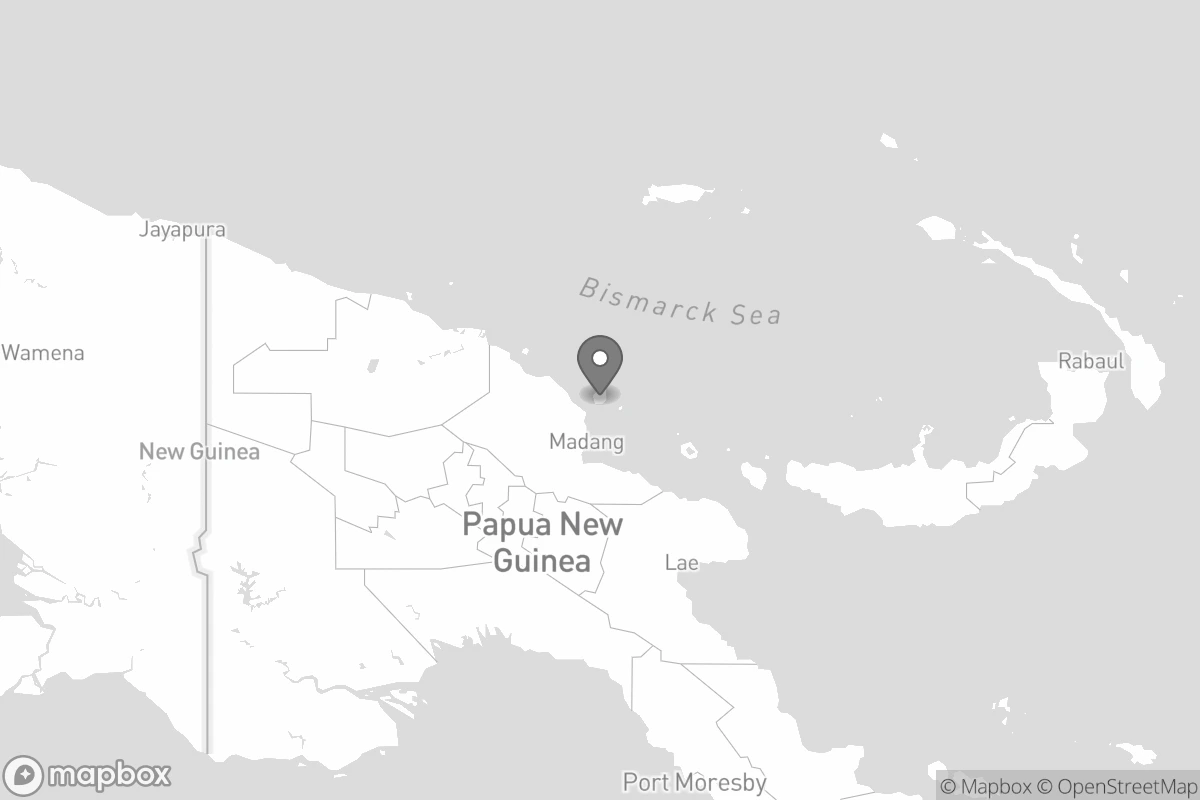 Jayapura
Bismarck Sea
Wamena
Rabaul
Madang
New Guinea
Papua New
Guinea
Lae
Port Moresby
mapbox
© Mapbox © OpenStreetMap